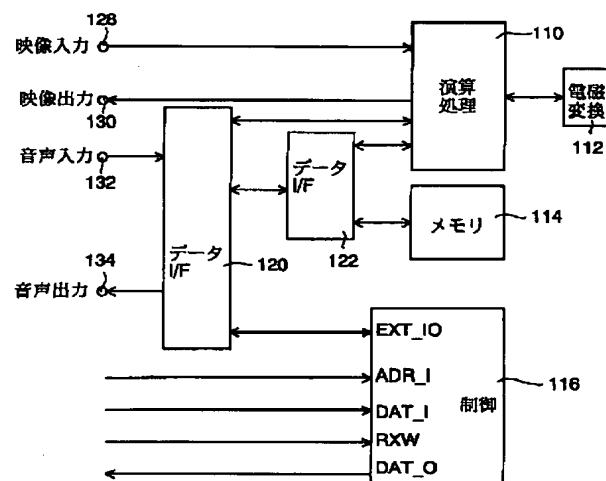 128
映像入力
110
演算
処理
電磁
変換
112
映像出力
130
音声入力
132
データ
I/F
122
メモリ
114
134
データ
I/F
120
音声出力
EXT_IO
ADR_I
116
制御
DAT_I
RXW
DAT_O